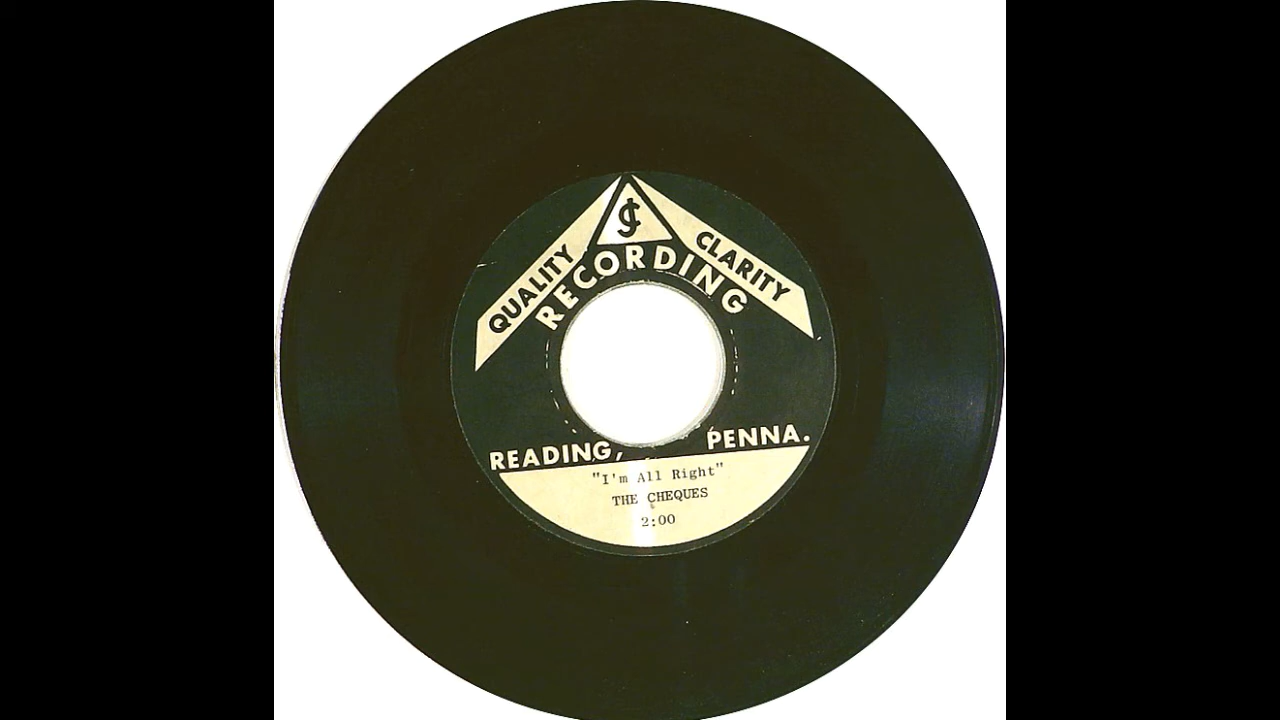 QUALITY
CLARITY
RECORDING
READING, PENNA.
"I'm All Right"
THE CHEQUES
2:00